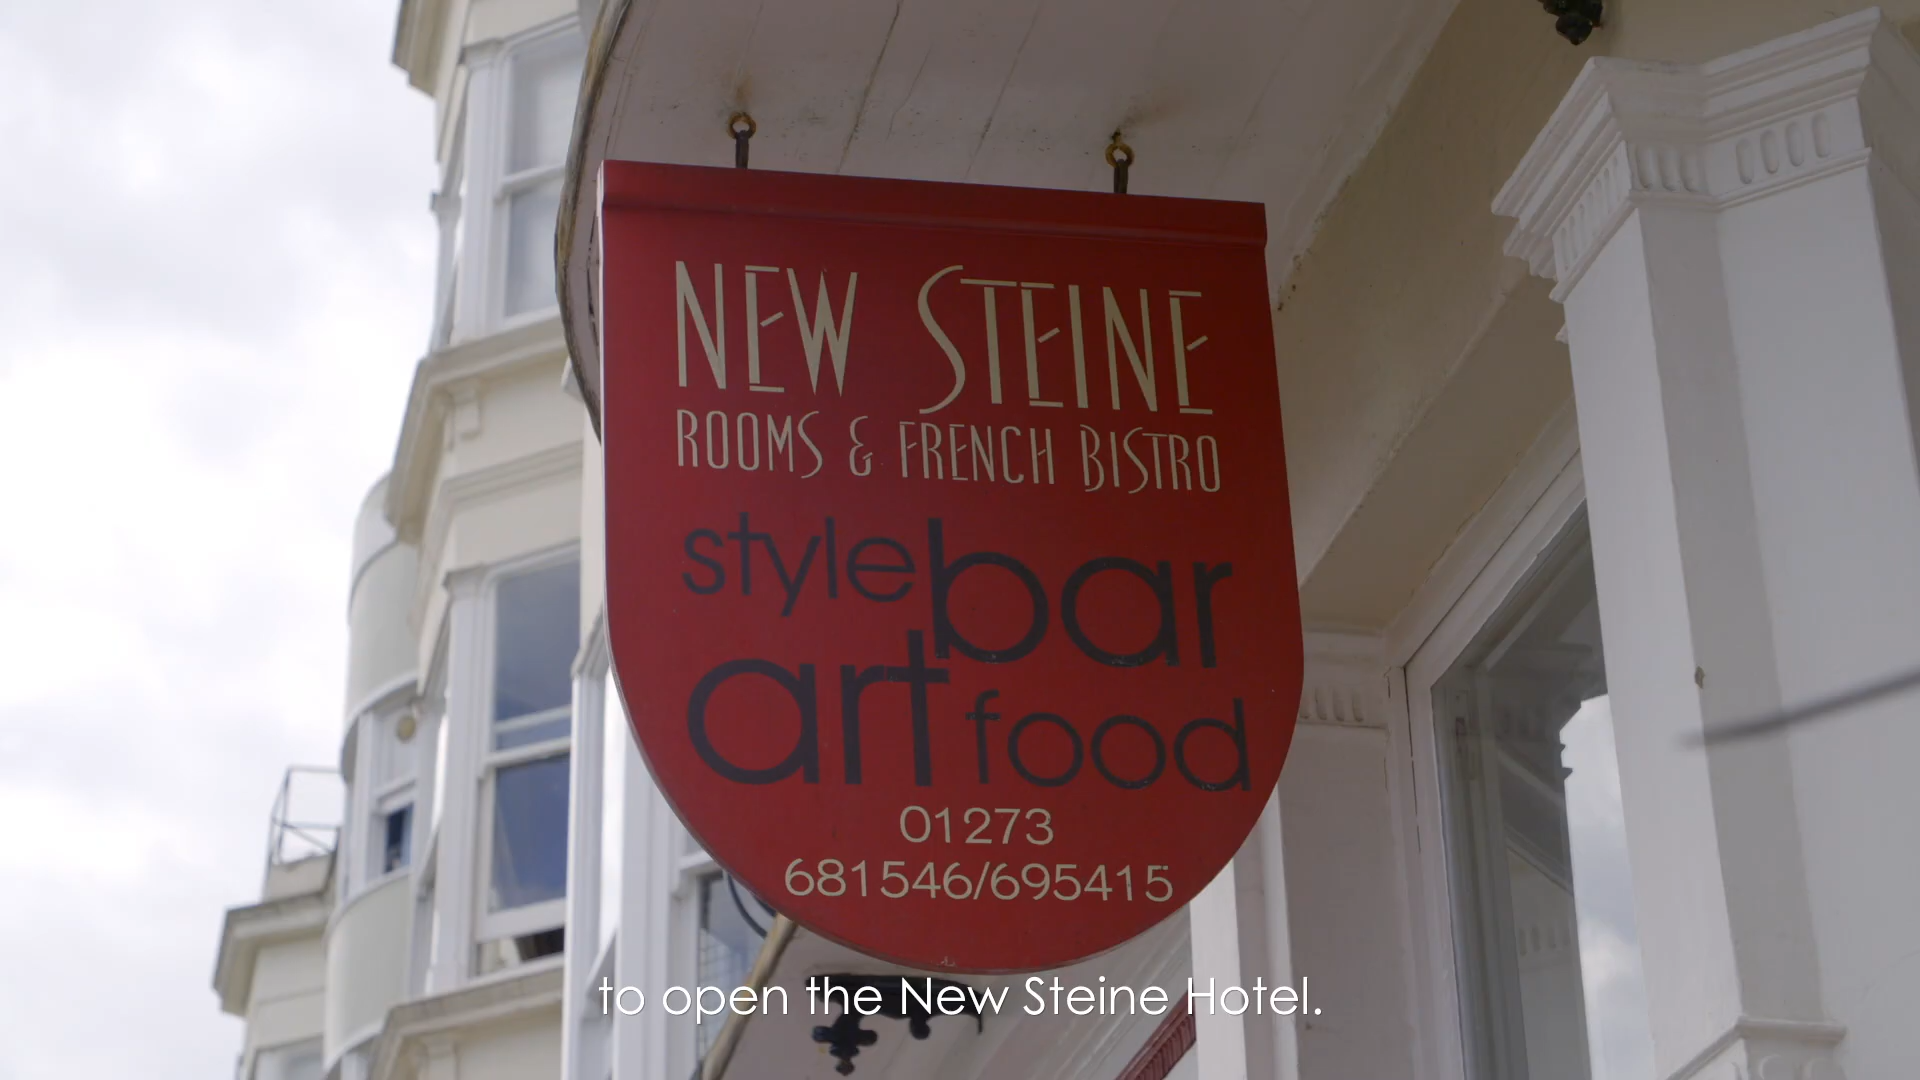 NEW STEINE
ROOMS & FRENCH BISTRO
style bar
art food
01273
681546/695415
to open the New Steine Hotel.